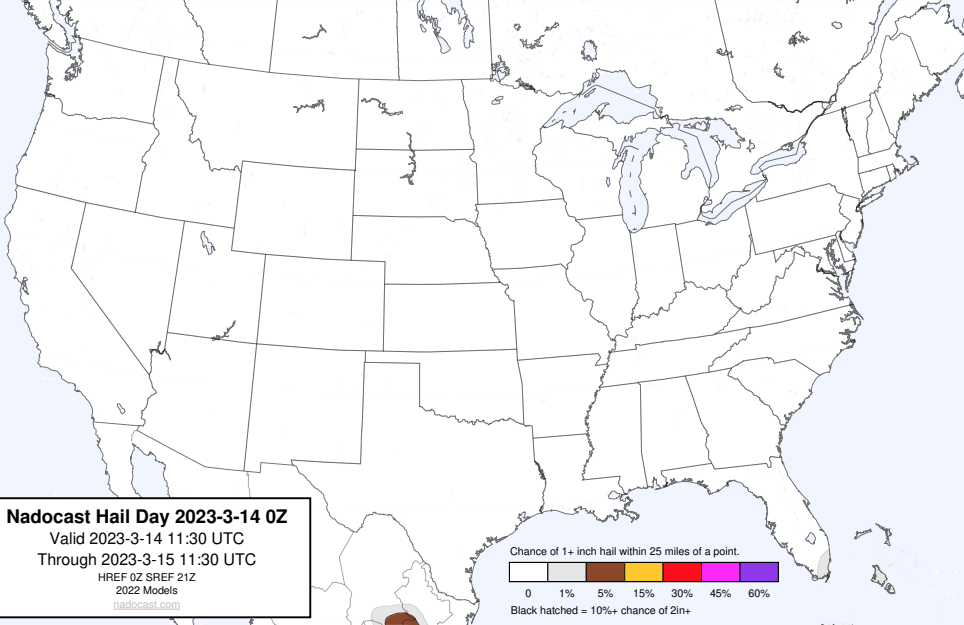 Nadocast Hail Day 2023-3-14 0Z
Valid 2023-3-14 11:30 UTC
Through 2023-3-15 11:30 UTC
HREF 0Z SREF 21Z
2022 Models
nadocast.com
Chance of 1+ inch hail within 25 miles of a point.
0 1% 5% 15% 30% 45% 60%
Black hatched = 10%+ chance of 2in+